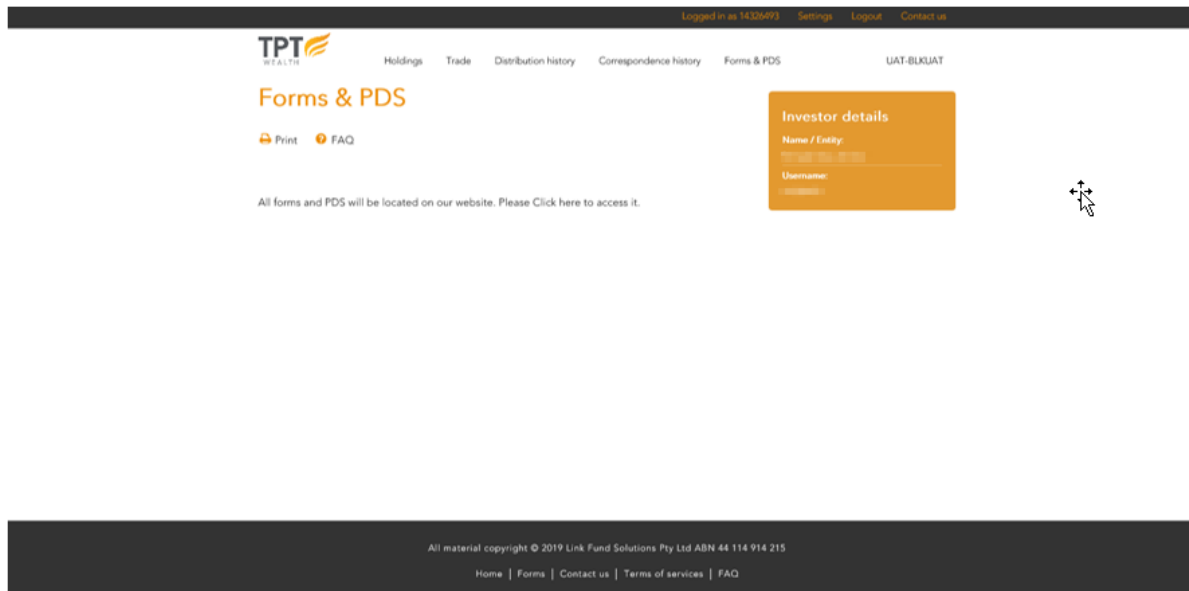 Logged in as 14326493 Settings Logout Contact us
TPT
WEALTH
Holdings Trade Distribution history Correspondence history Forms & PDS UAT-BLKUAT
Forms & PDS
Print ? FAQ
Investor details
Name / Entity:
Username:
All forms and PDS will be located on our website. Please Click here to access it.
All material copyright © 2019 Link Fund Solutions Pty Ltd ABN 44 114 914 215
Home | Forms | Contact us | Terms of services | FAQ